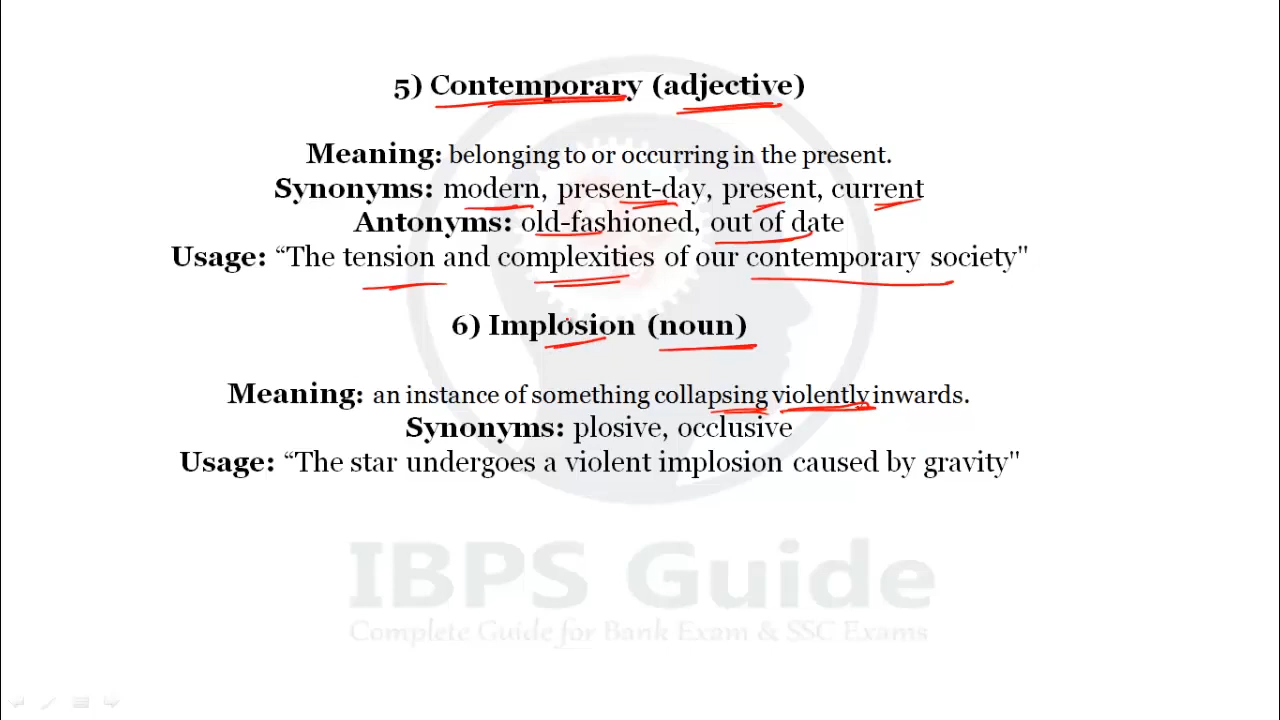 5) Contemporary (adjective)
Meaning: belonging to or occurring in the present.
Synonyms: modern, present-day, present, current
Antonyms: old-fashioned, out of date
Usage: “The tension and complexities of our contemporary society"
6) Implosion (noun)
Meaning: an instance of something collapsing violently inwards.
Synonyms: plosive, occlusive
Usage: “The star undergoes a violent implosion caused by gravity"
IBPS Guide
Complete Guide for Bank Exam & SSC Exams